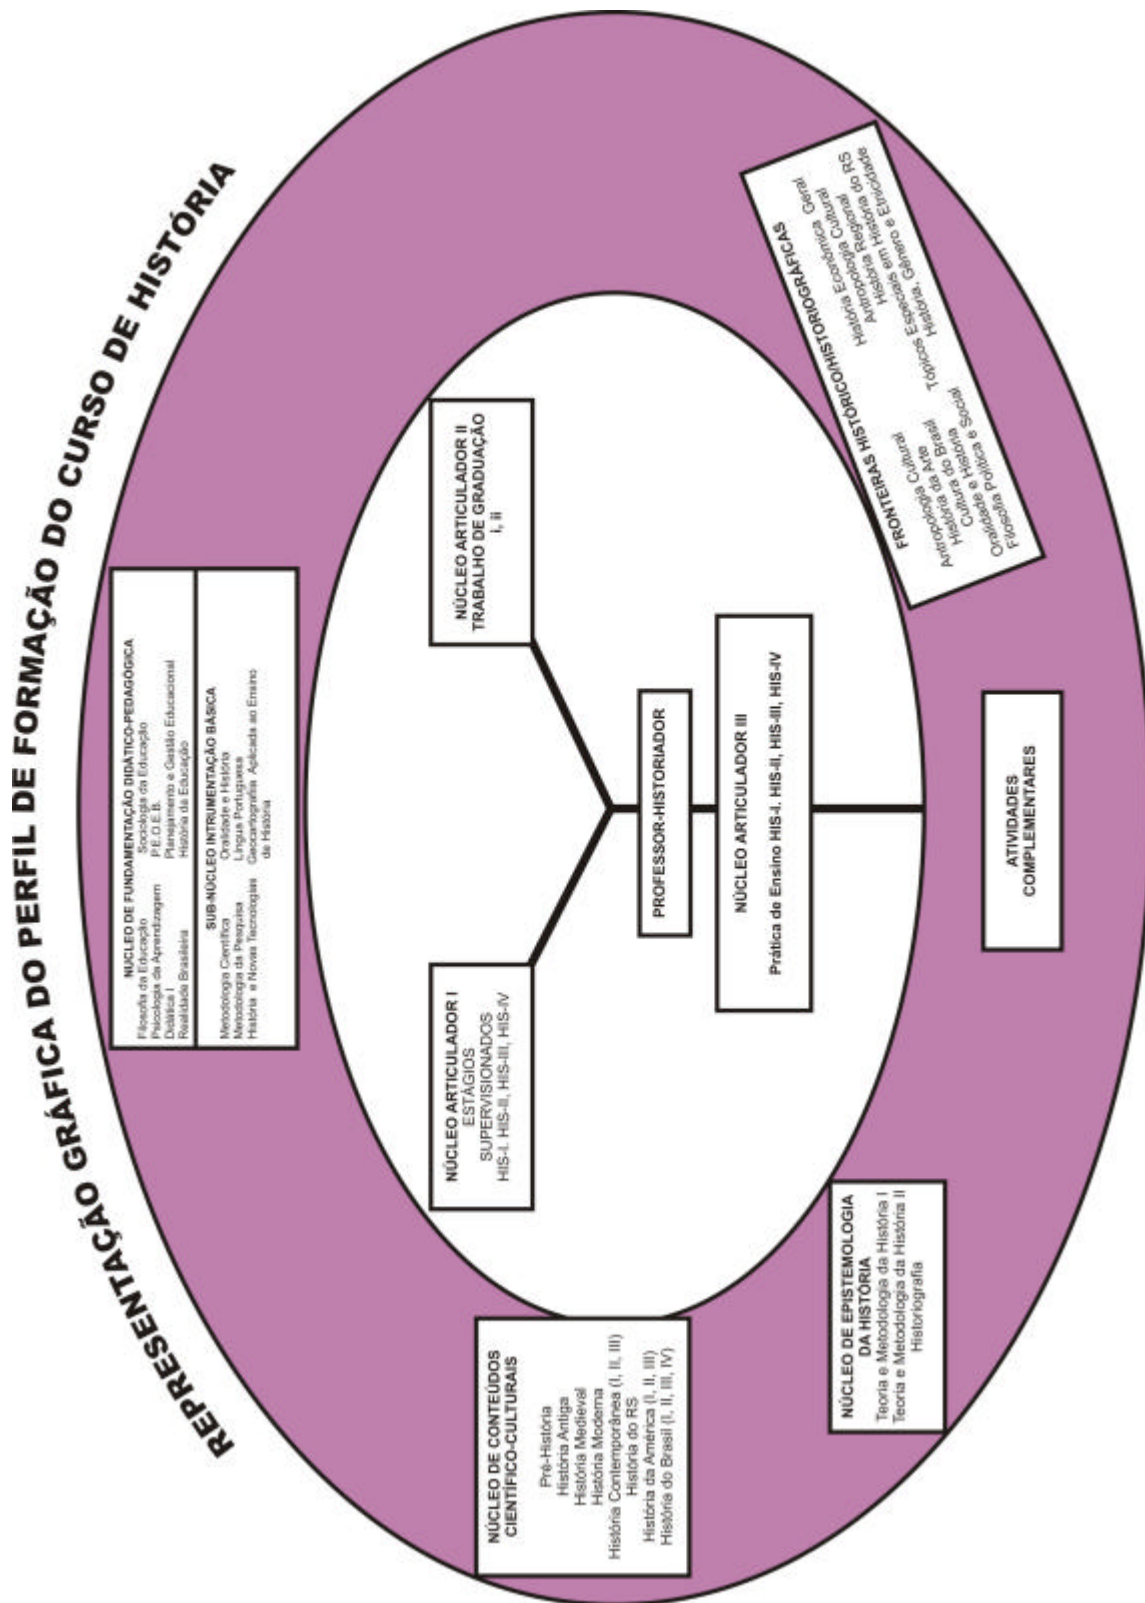 REPRESENTAÇÃO GRÁFICA DO PERFIL DE FORMAÇÃO DO CURSO DE HISTÓRIA
NÚCLEO DE FUNDAMENTAÇÃO DIDÁTICO-PEDAGÓGICA
Filosofia da Educação Sociologia da Educação
Psicologia da Aprendizagem P.E.O.E.B.
Didática I Planejamento e Gestão Educacional
Realidade Brasileira História da Educação
SUB-NÚCLEO INTRUMENTAÇÃO BÁSICA
Metodologia Científica Oralidade e História
Metodologia da Pesquisa Língua Portuguesa
História e Novas Tecnologias Geocartografia Aplicada ao Ensino
de História
NÚCLEO ARTICULADOR I
ESTÁGIOS
SUPERVISIONADOS
HIS-I. HIS-II, HIS-III, HIS-IV
NÚCLEO ARTICULADOR II
TRABALHO DE GRADUAÇÃO
i, ii
PROFESSOR-HISTORIADOR
NÚCLEO ARTICULADOR III
Prática de Ensino HIS-I. HIS-II, HIS-III, HIS-IV
NÚCLEO DE CONTEÚDOS
CIENTÍFICO-CULTURAIS
Pré-História
História Antiga
História Medieval
História Moderna
História Contemporânea (I, II, III)
História do RS
História da América (I, II, III)
História do Brasil (I, II, III, IV)
NÚCLEO DE EPISTEMOLOGIA
DA HISTÓRIA
Teoria e Metodologia da História I
Teoria e Metodologia da História II
Historiografia
ATIVIDADES
COMPLEMENTARES
FRONTEIRAS HISTÓRICO/HISTORIOGRÁFICAS
Antropologia Cultural História Econômica Geral
História da Arte Antropologia Cultural
História do Brasil História Regional
Cultura do Brasil Tópicos Especiais em História do RS
Oralidade e História História, Gênero e Etnicidade
Filosofia Política e Social